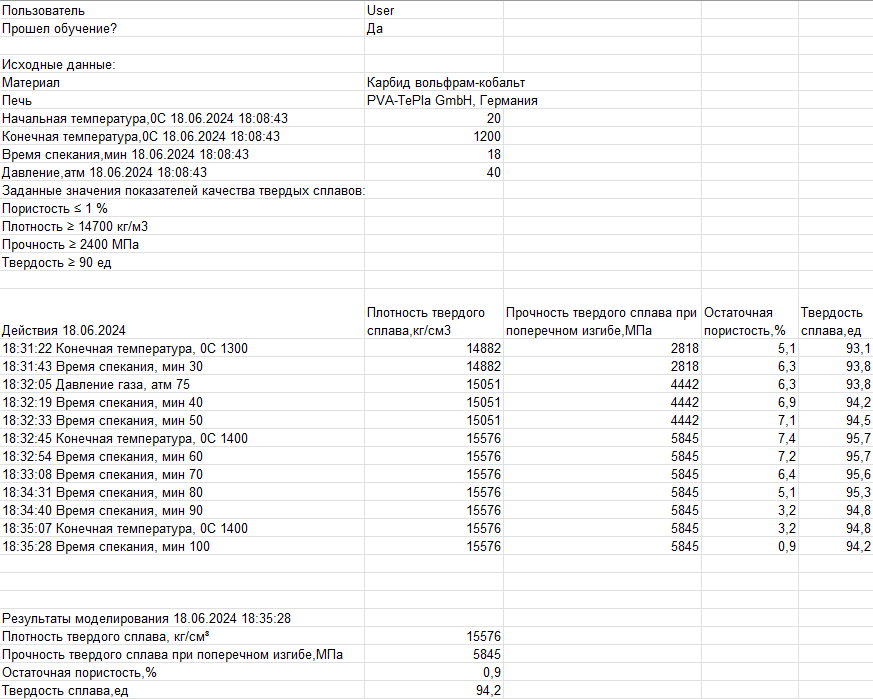 Пользователь User
Прошел обучение? Да
Исходные данные:
Материал Карбид вольфрам-кобальт
Печь PVA-TePla GmbH, Германия
Начальная температура,0С 18.06.2024 18:08:43 20
Конечная температура,0С 18.06.2024 18:08:43 1200
Время спекания,мин 18.06.2024 18:08:43 18
Давление,атм 18.06.2024 18:08:43 40
Заданные значения показателей качества твердых сплавов:
Пористость ≤ 1 %
Плотность ≥ 14700 кг/м3
Прочность ≥ 2400 МПа
Твердость ≥ 90 ед
Плотность твердого Прочность твердого сплава при Остаточная Твердость
Действия 18.06.2024 сплава,кг/см3 поперечном изгибе,МПа пористость,% сплава,ед
18:31:22 Конечная температура, 0С 1300 14882 2818 5,1 93,1
18:31:43 Время спекания, мин 30 14882 2818 6,3 93,8
18:32:05 Давление газа, атм 75 15051 4442 6,3 93,8
18:32:19 Время спекания, мин 40 15051 4442 6,9 94,2
18:32:33 Время спекания, мин 50 15051 4442 7,1 94,5
18:32:45 Конечная температура, 0С 1400 15576 5845 7,4 95,7
18:32:54 Время спекания, мин 60 15576 5845 7,2 95,7
18:33:08 Время спекания, мин 70 15576 5845 6,4 95,6
18:34:31 Время спекания, мин 80 15576 5845 5,1 95,3
18:34:40 Время спекания, мин 90 15576 5845 3,2 94,8
18:35:07 Конечная температура, 0С 1400 15576 5845 3,2 94,8
18:35:28 Время спекания, мин 100 15576 5845 0,9 94,2
Результаты моделирования 18.06.2024 18:35:28
Плотность твердого сплава, кг/см³ 15576
Прочность твердого сплава при поперечном изгибе,МПа 5845
Остаточная пористость,% 0,9
Твердость сплава,ед 94,2